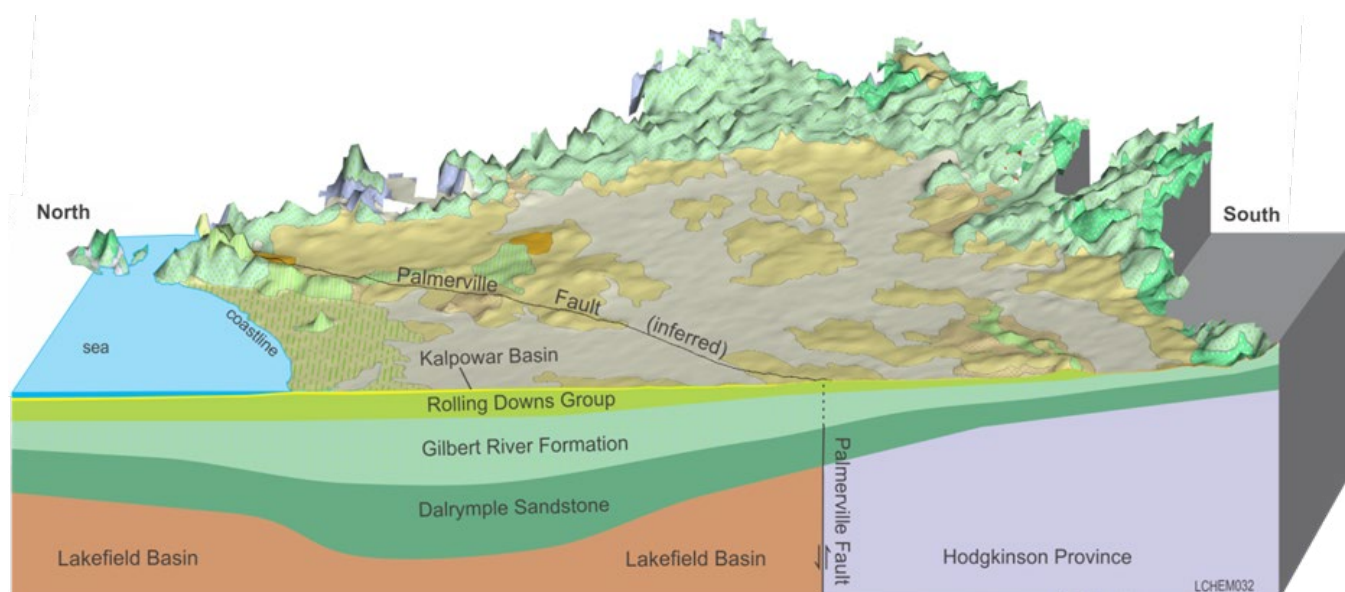 North
South
sea
coastline
Palmerville
Fault
(inferred)
Kalpowar Basin
Rolling Downs Group
Gilbert River Formation
Dalrymple Sandstone
Lakefield Basin
Lakefield Basin
Palmerville Fault
Hodgkinson Province
LCHEM032